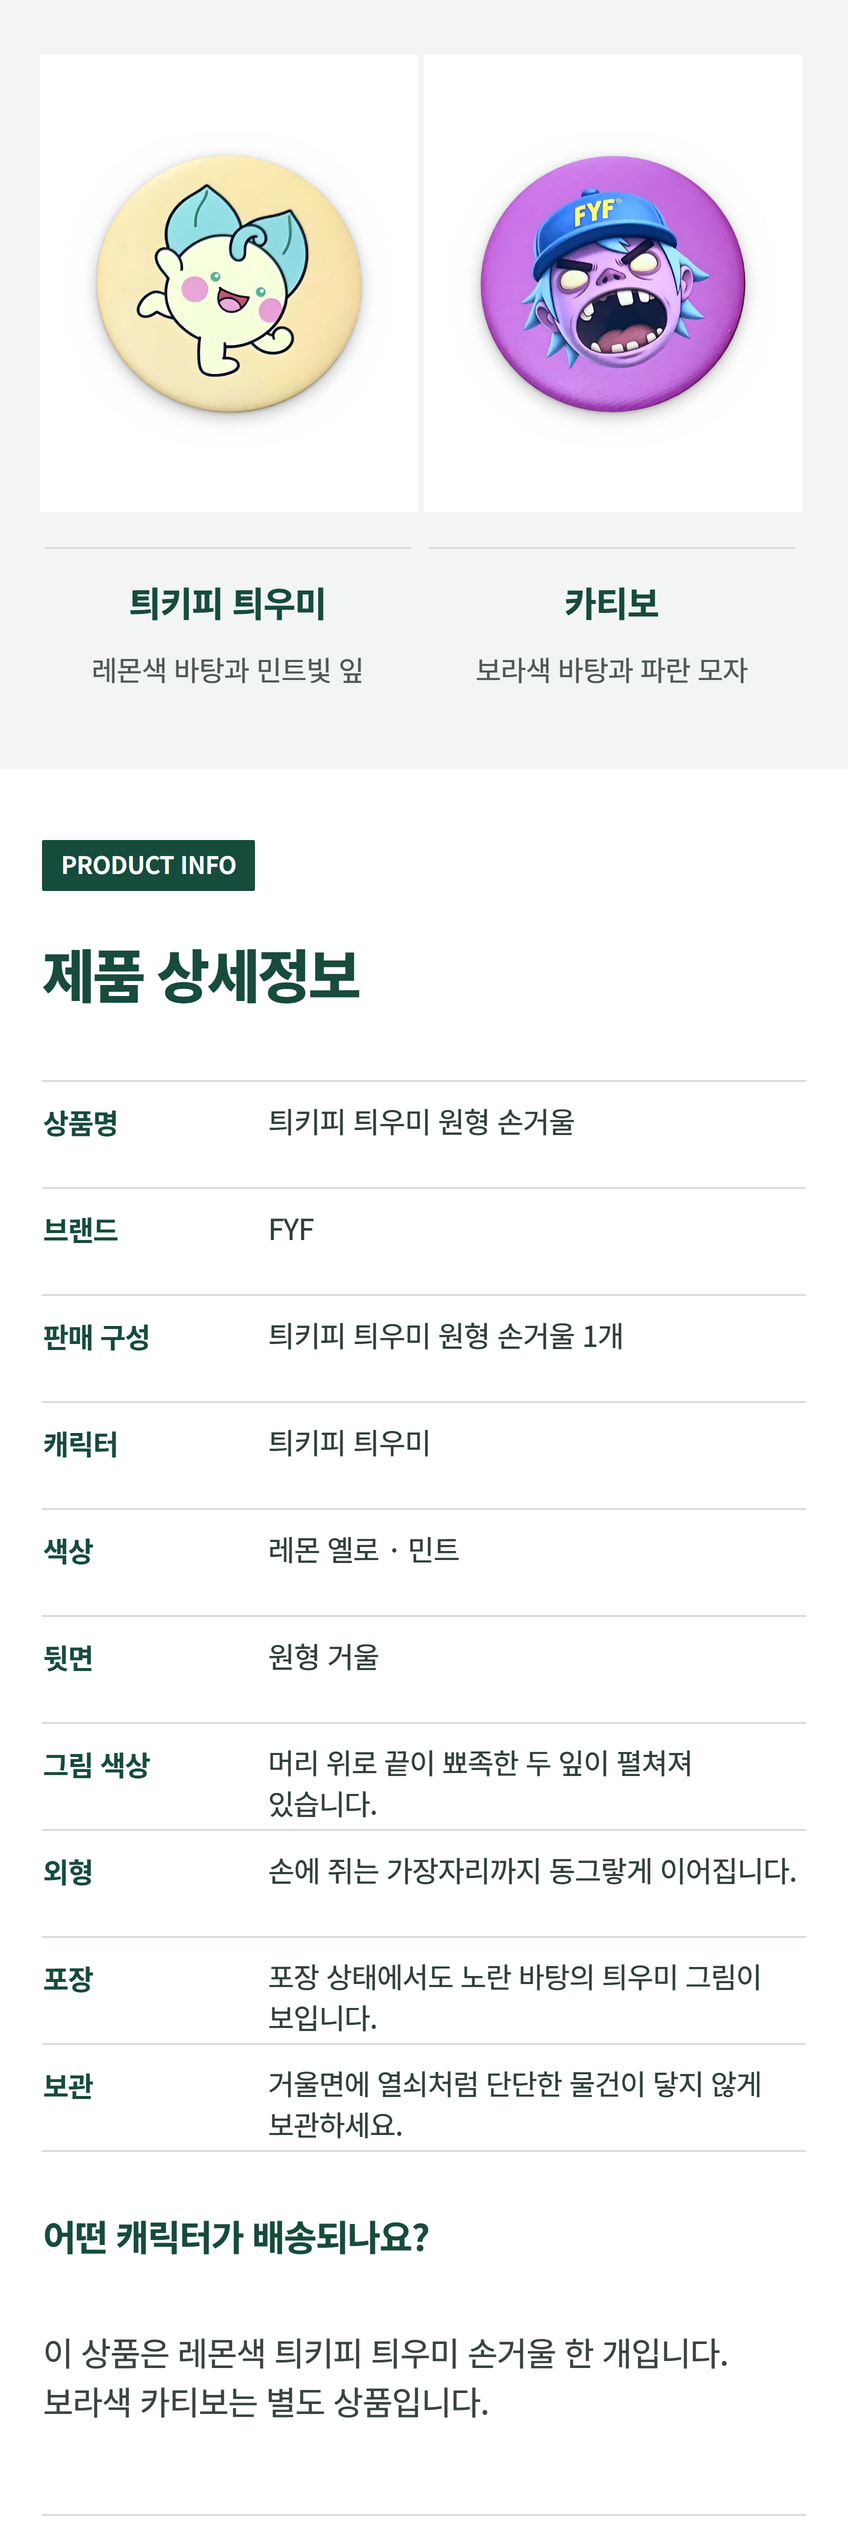 FYF
틔키피 틔우미
레몬색 바탕과 민트빛 잎
카티보
보라색 바탕과 파란 모자
PRODUCT INFO
제품 상세정보
상품명 틔키피 틔우미 원형 손거울
브랜드 FYF
판매 구성 틔키피 틔우미 원형 손거울 1개
캐릭터 틔키피 틔우미
색상 레몬 옐로 · 민트
뒷면 원형 거울
그림 색상 머리 위로 끝이 뾰족한 두 잎이 펼쳐져
있습니다.
외형 손에 쥐는 가장자리까지 동그랗게 이어집니다.
포장 포장 상태에서도 노란 바탕의 틔우미 그림이
보입니다.
보관 거울면에 열쇠처럼 단단한 물건이 닿지 않게
보관하세요.
어떤 캐릭터가 배송되나요?
이 상품은 레몬색 틔키피 틔우미 손거울 한 개입니다.
보라색 카티보는 별도 상품입니다.